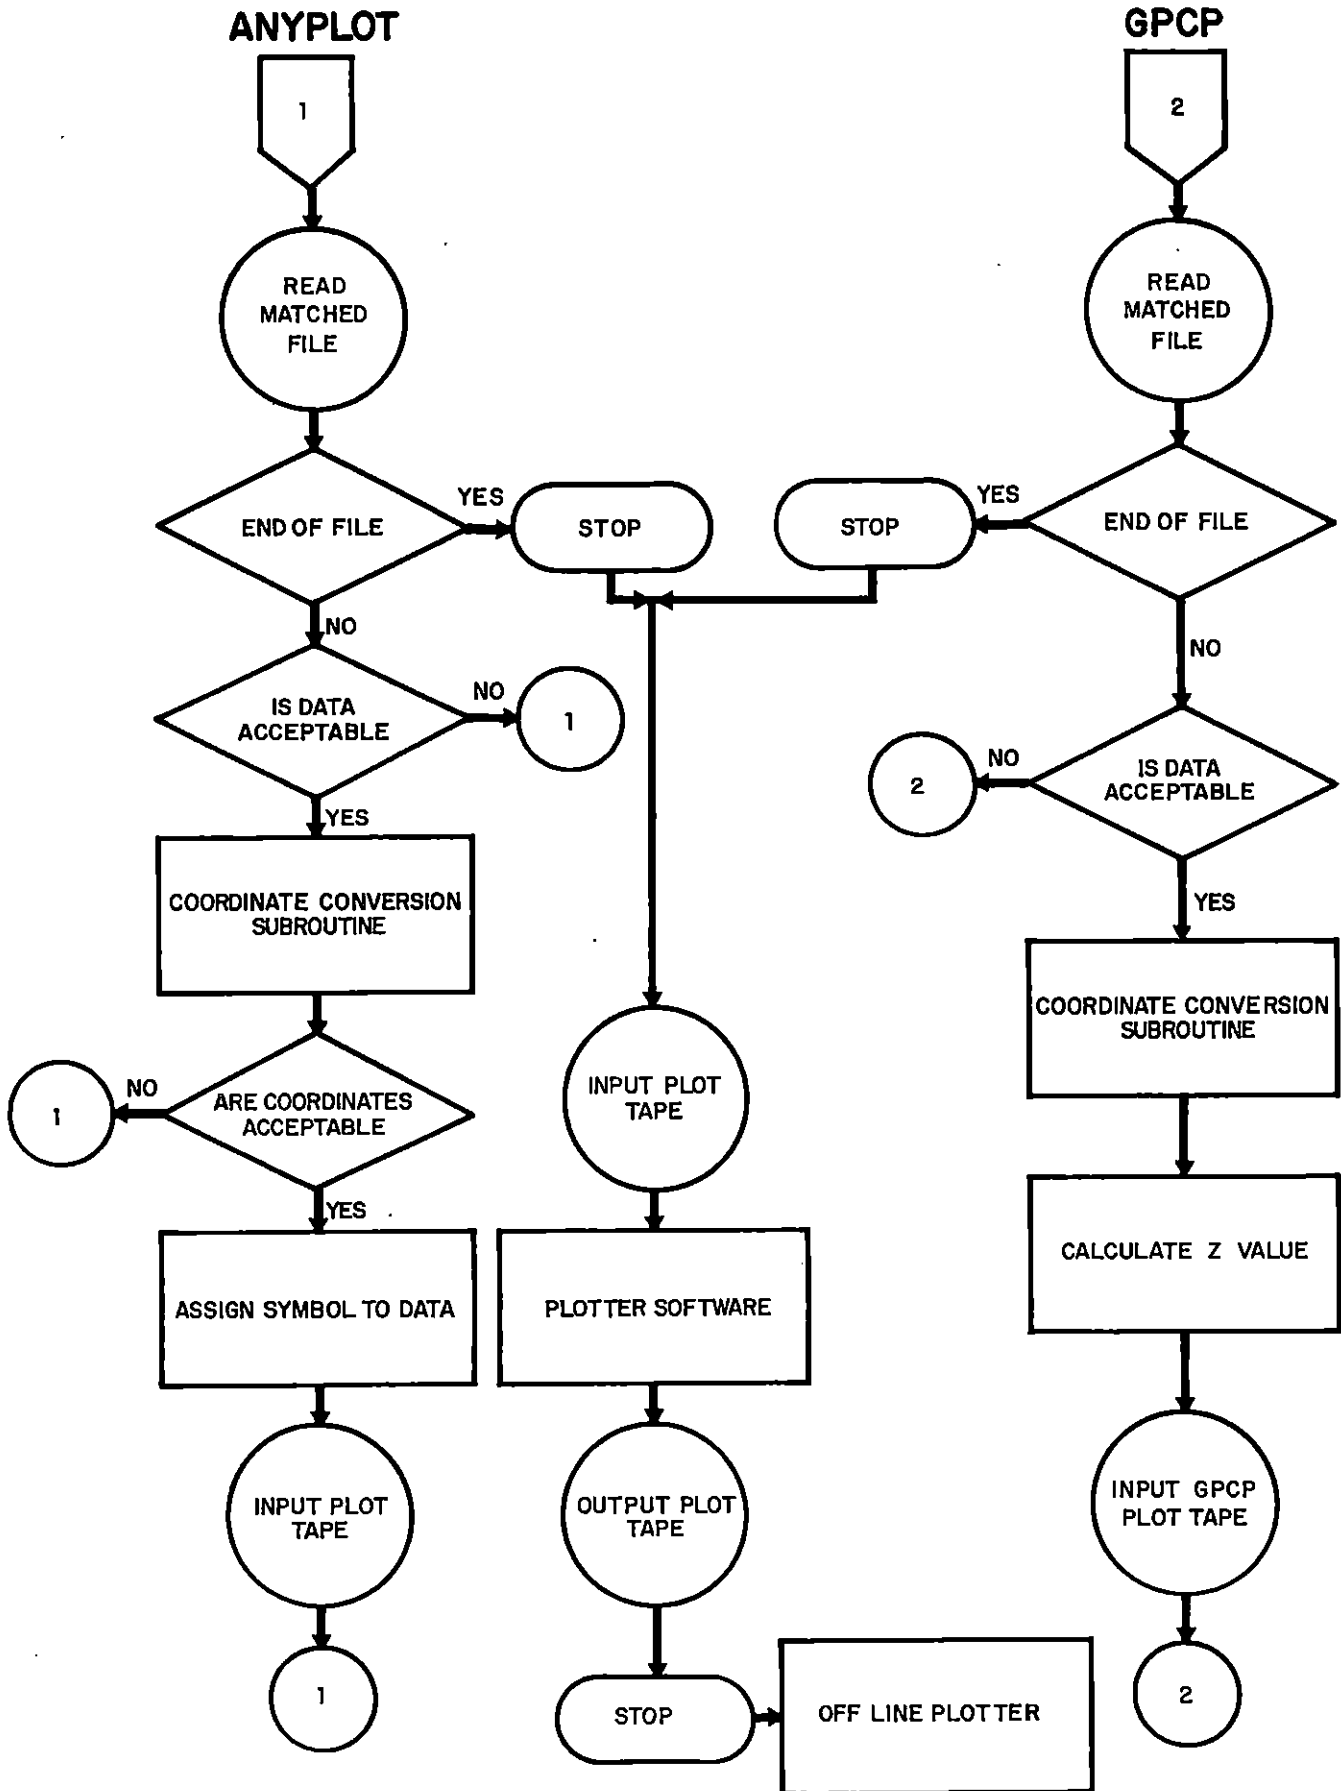 ANYPLOT
1
READ
MATCHED
FILE
END OF FILE
YES
STOP
NO
IS DATA
ACCEPTABLE
NO
1
YES
COORDINATE CONVERSION
SUBROUTINE
ARE COORDINATES
ACCEPTABLE
NO
1
YES
ASSIGN SYMBOL TO DATA
INPUT PLOT
TAPE
1
INPUT PLOT
TAPE
PLOTTER SOFTWARE
OUTPUT PLOT
TAPE
STOP
OFF LINE PLOTTER
GPCP
2
READ
MATCHED
FILE
END OF FILE
YES
STOP
NO
IS DATA
ACCEPTABLE
NO
2
YES
COORDINATE CONVERSION
SUBROUTINE
CALCULATE Z VALUE
INPUT GPCP
PLOT TAPE
2